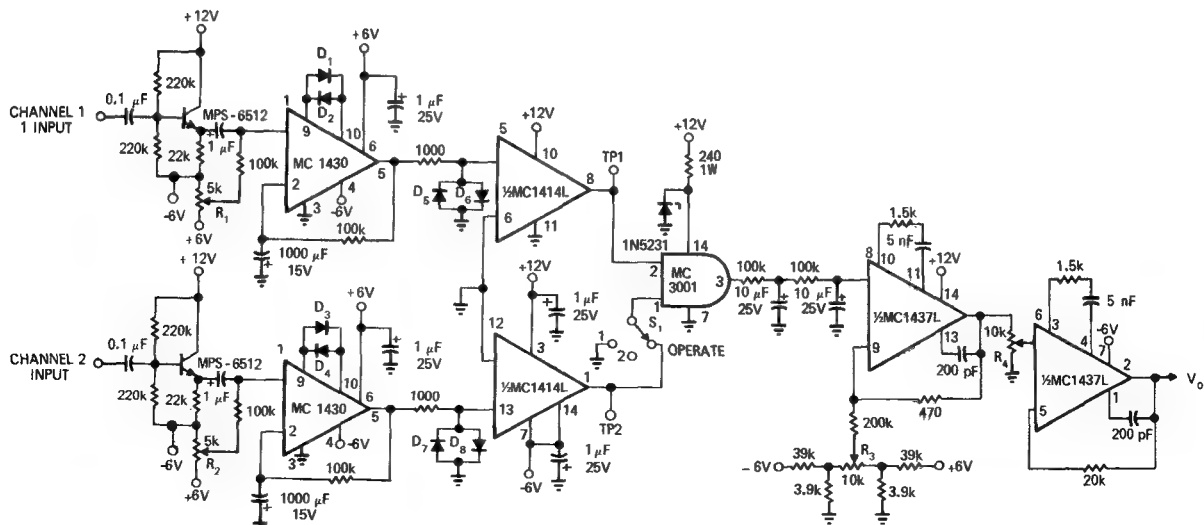 +12V
220k
CHANNEL 1
1 INPUT
0.1 μF
MPS-6512
220k
22k
1 μF
100k
5k
R1
-6V
+6V
D1
D2
1
9
10
MC 1430
2
3
4
-6V
6
5
+6V
1 μF
25V
100k
1000 μF
15V
1000
D5
D6
5
+12V
10
½MC1414L
8
6
11
TP1
+12V
240
1W
1N5231
14
2
MC
3001
3
1
7
S1
OPERATE
1
2
100k
100k
10 μF
25V
10 μF
25V
1.5k
5 nF
8
10
11
+12V
14
½MC1437L
9
13
200 pF
470
200k
R3
10k
- 6V
39k
39k
+6V
3.9k
3.9k
10k
R4
1.5k
5 nF
6
3
4
-6V
7
½MC1437L
2
5
1
200 pF
20k
Vo
+ 12V
220k
CHANNEL 2
INPUT
0.1 μF
MPS-6512
220k
22k
1 μF
100k
5k
R2
-6V
+6V
D3
D4
1
9
10
MC 1430
2
3
4
-6V
6
5
+6V
1 μF
25V
100k
1000 μF
15V
1000
D7
D8
12
+12V
1 μF
25V
3
½MC1414L
1
13
14
7
-6V
1 μF
25V
TP2